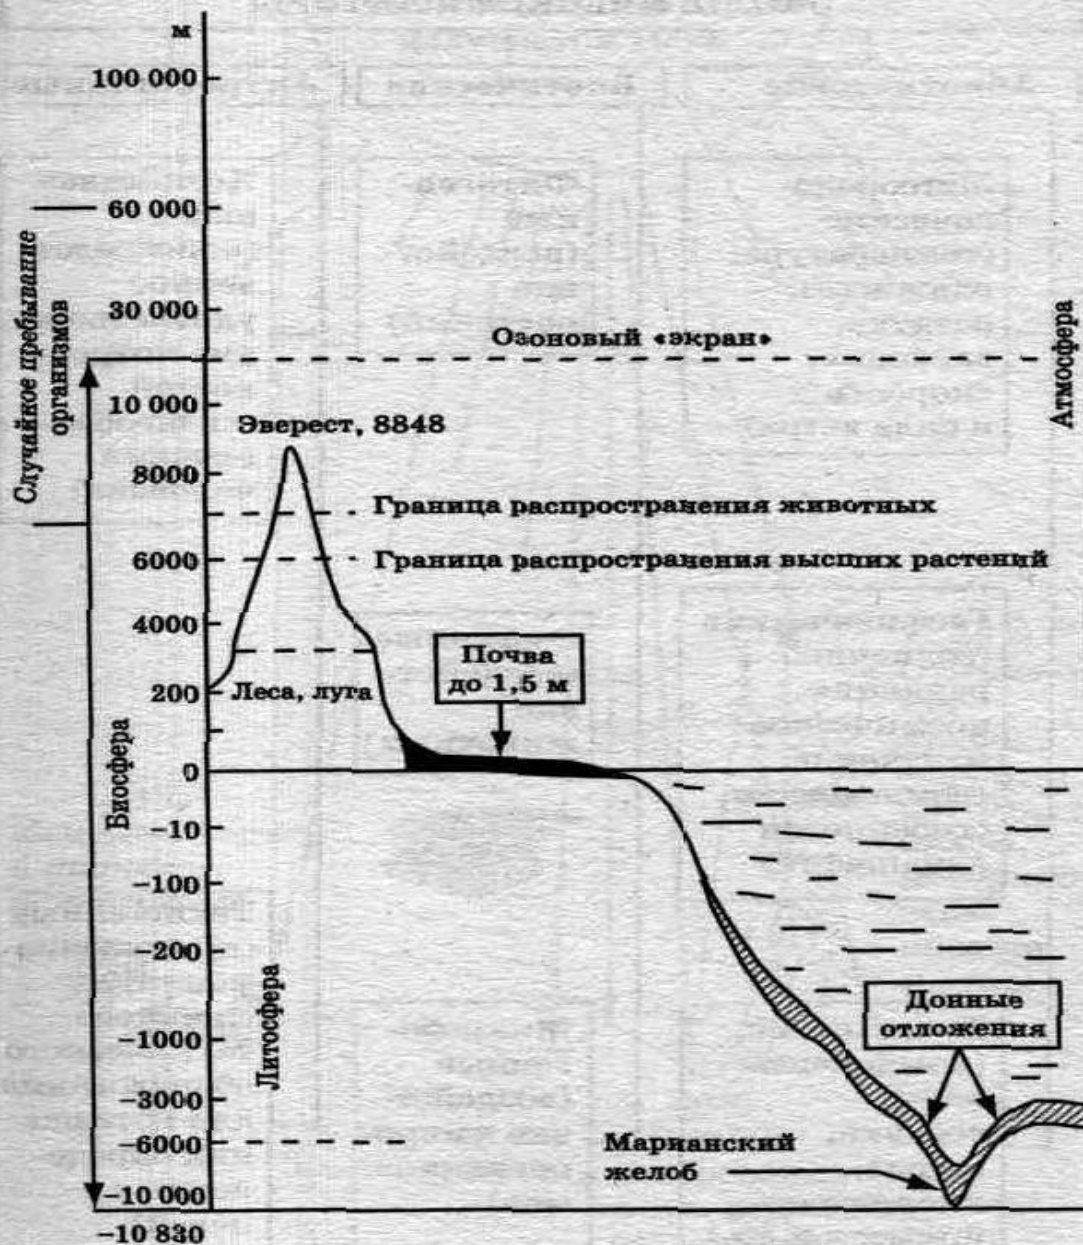 м
100 000
60 000
30 000
10 000
8000
6000
4000
200
0
−10
−100
−200
−1000
−3000
−6000
−10 000
−10 830
Случайное пребывание
организмов
Биосфера
Литосфера
Атмосфера
Озоновый «экран»
Эверест, 8848
Граница распространения животных
Граница распространения высших растений
Леса, луга
Почва
до 1,5 м
Донные
отложения
Марианский
желоб